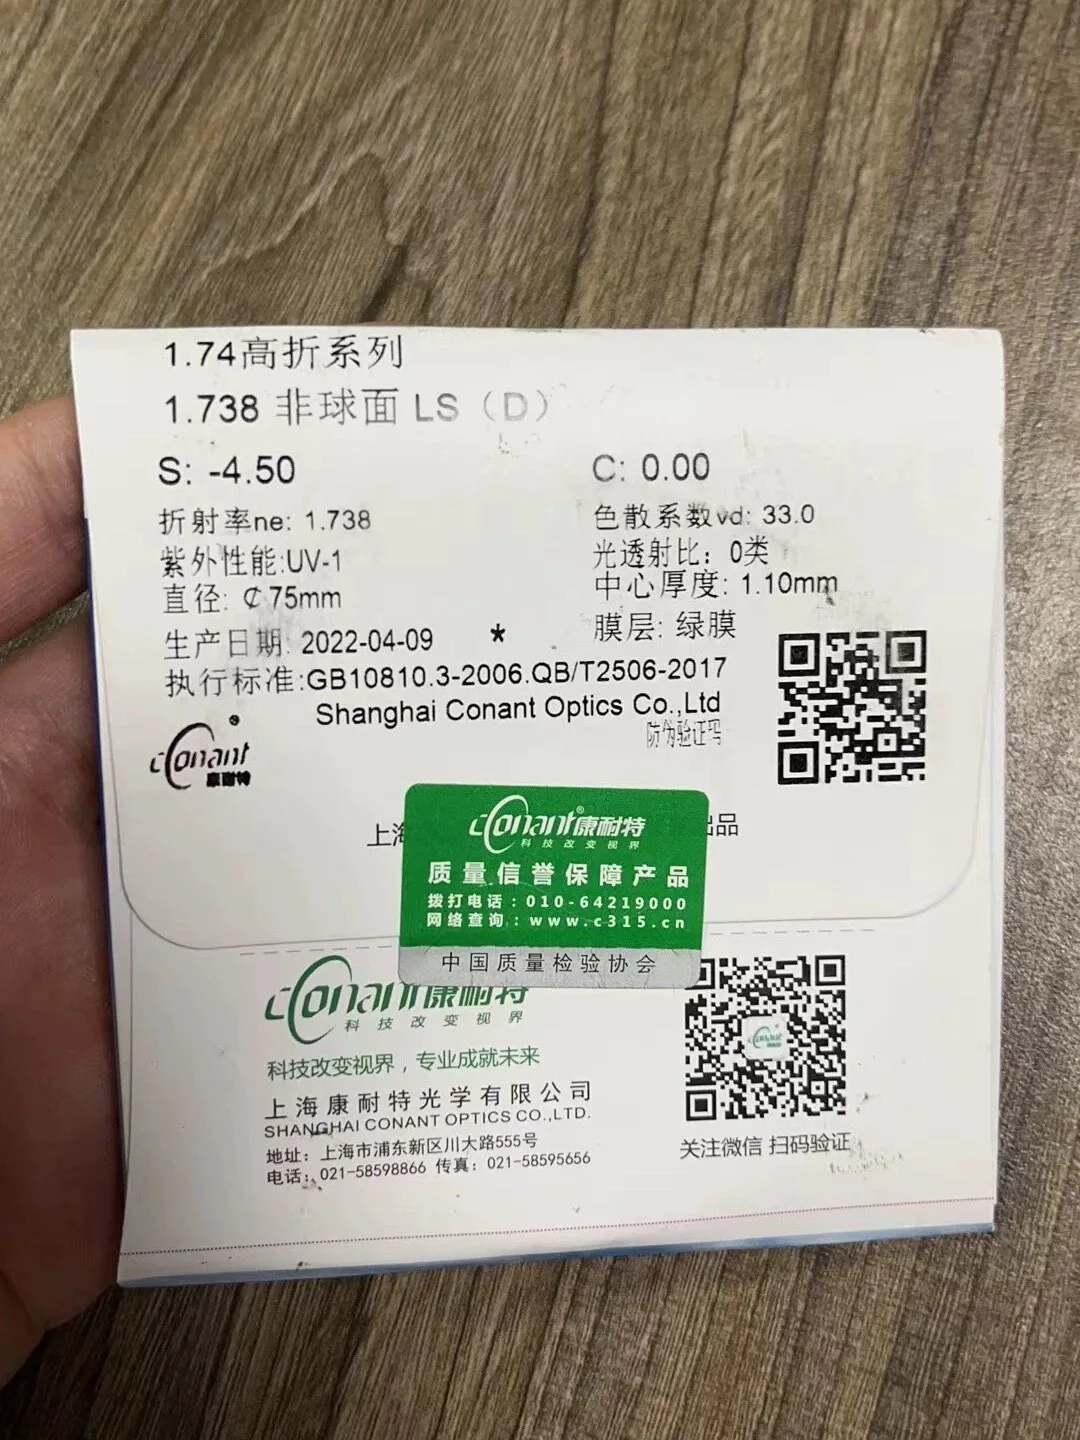 1.74高折系列
1.738 非球面 LS（D）
S: -4.50 C: 0.00
折射率ne: 1.738 色散系数vd: 33.0
紫外性能:UV-1 光透射比: 0类
直径: ¢75mm 中心厚度: 1.10mm
生产日期: 2022-04-09 * 膜层: 绿膜
执行标准:GB10810.3-2006.QB/T2506-2017
Shanghai Conant Optics Co.,Ltd
防伪验证码
Conant®
康耐特
上海
出品
Conant®康耐特
科技改变视界
质量信誉保障产品
拨打电话:010-64219000
网络查询:www.c315.cn
中国质量检验协会
Conant康耐特
科技改变视界
科技改变视界，专业成就未来
上海康耐特光学有限公司
SHANGHAI CONANT OPTICS CO.,LTD.
地址：上海市浦东新区川大路555号
电话：021-58598866 传真：021-58595656
关注微信 扫码验证